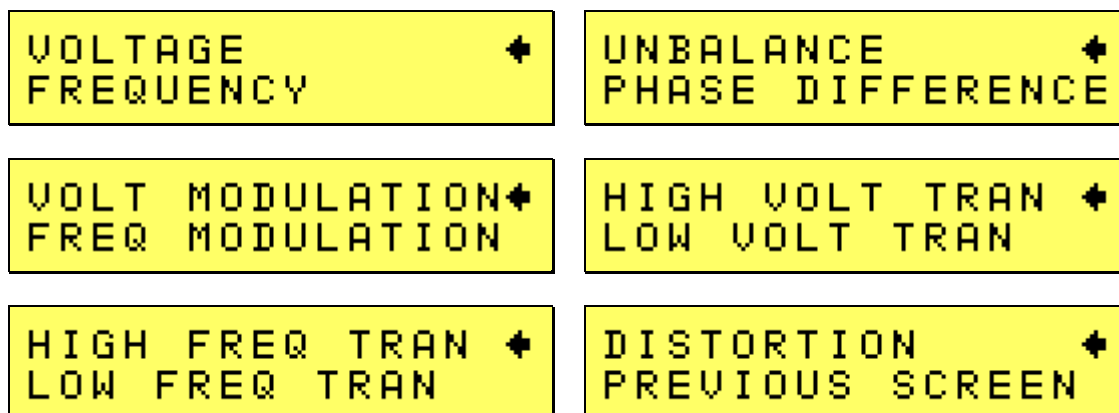 VOLTAGE
FREQUENCY
UNBALANCE
PHASE DIFFERENCE
VOLT MODULATION
FREQ MODULATION
HIGH VOLT TRAN
LOW VOLT TRAN
HIGH FREQ TRAN
LOW FREQ TRAN
DISTORTION
PREVIOUS SCREEN